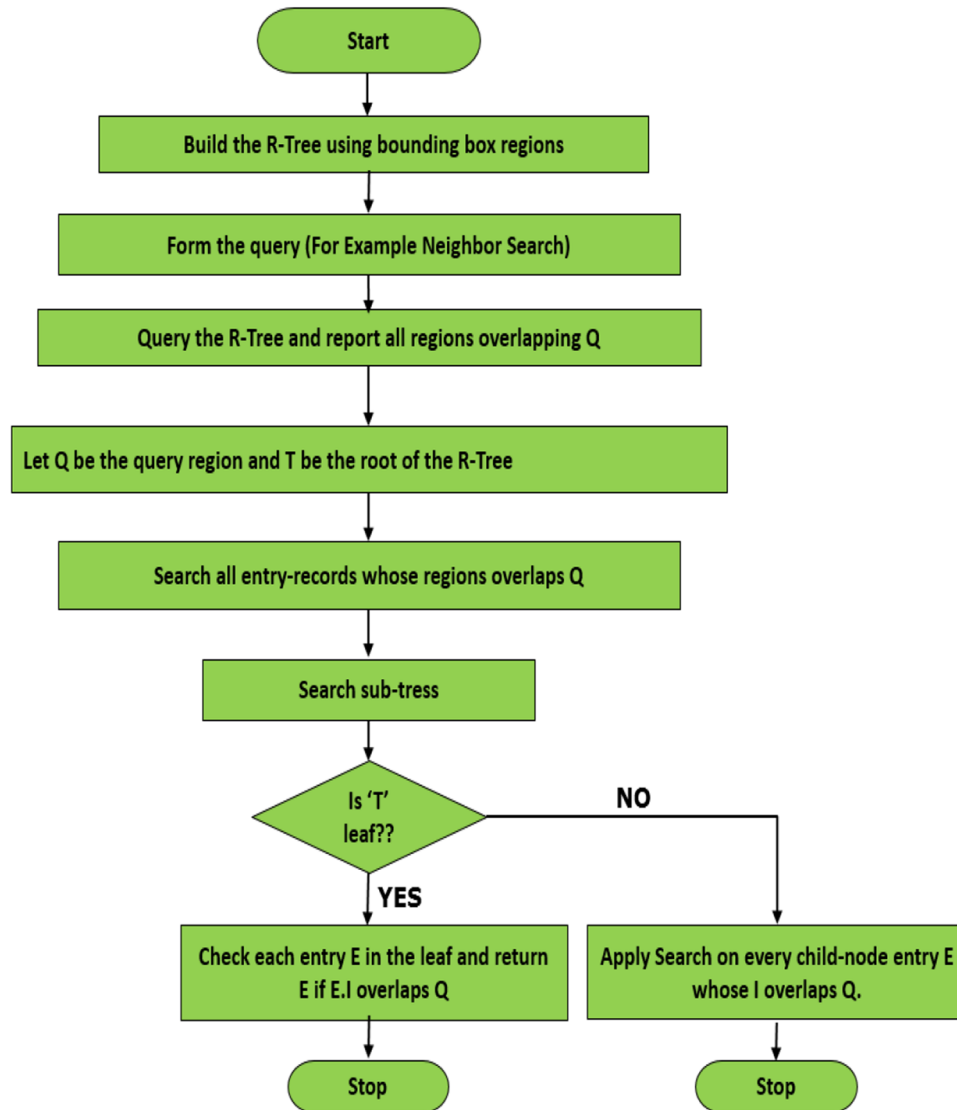 Start
Build the R-Tree using bounding box regions
Form the query (For Example Neighbor Search)
Query the R-Tree and report all regions overlapping Q
Let Q be the query region and T be the root of the R-Tree
Search all entry-records whose regions overlaps Q
Search sub-tress
Is ‘T’
leaf??
NO
YES
Check each entry E in the leaf and return
E if E.I overlaps Q
Apply Search on every child-node entry E
whose I overlaps Q.
Stop
Stop